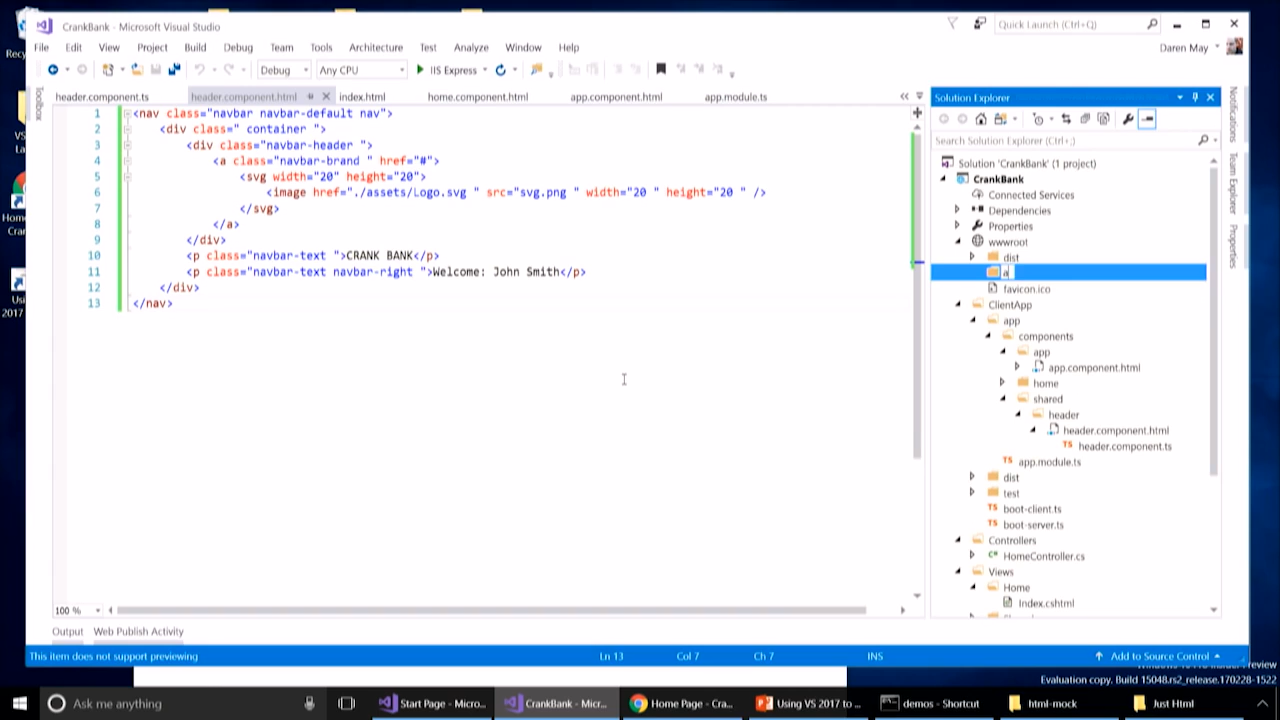 CrankBank - Microsoft Visual Studio
Quick Launch (Ctrl+Q)
File Edit View Project Build Debug Team Tools Architecture Test Analyze Window Help
Daren May
Debug Any CPU IIS Express
header.component.ts header.component.html index.html home.component.html app.component.html app.module.ts
Toolbox
1 <nav class="navbar navbar-default nav">
2 <div class=" container ">
3 <div class="navbar-header ">
4 <a class="navbar-brand " href="#">
5 <svg width="20" height="20">
6 <image href="./assets/Logo.svg " src="svg.png " width="20 " height="20 " />
7 </svg>
8 </a>
9 </div>
10 <p class="navbar-text ">CRANK BANK</p>
11 <p class="navbar-text navbar-right ">Welcome: John Smith</p>
12 </div>
13 </nav>
100 %
Output Web Publish Activity
Solution Explorer
Search Solution Explorer (Ctrl+;)
Solution 'CrankBank' (1 project)
CrankBank
Connected Services
Dependencies
Properties
wwwroot
dist
a
favicon.ico
ClientApp
app
components
app
app.component.html
home
shared
header
header.component.html
header.component.ts
app.module.ts
dist
test
boot-client.ts
boot-server.ts
Controllers
HomeController.cs
Views
Home
Index.cshtml
Notifications
Team Explorer
Properties
This item does not support previewing Ln 13 Col 7 Ch 7 INS Add to Source Control
Evaluation copy. Build 15048.rs2_release.170228-1522
Ask me anything
Start Page - Micro...
CrankBank - Micr...
Home Page - Cra...
Using VS 2017 to ...
demos - Shortcut
html-mock
Just Html